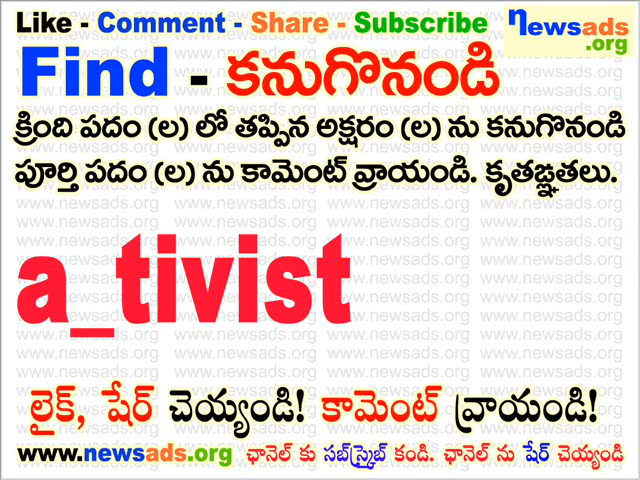 Like - Comment - Share - Subscribe
newsads
.org
Find - కనుగొనండి
క్రింది పదం (ల) లో తప్పిన అక్షరం (ల) ను కనుగొనండి
పూర్తి పదం (ల) ను కామెంట్ వ్రాయండి. కృతఙ్ఞతలు.
a_tivist
లైక్, షేర్ చెయ్యండి! కామెంట్ వ్రాయండి!
www.newsads.org ఛానెల్ కు సబ్‌స్క్రైబ్ కండి. ఛానెల్ ను షేర్ చెయ్యండి